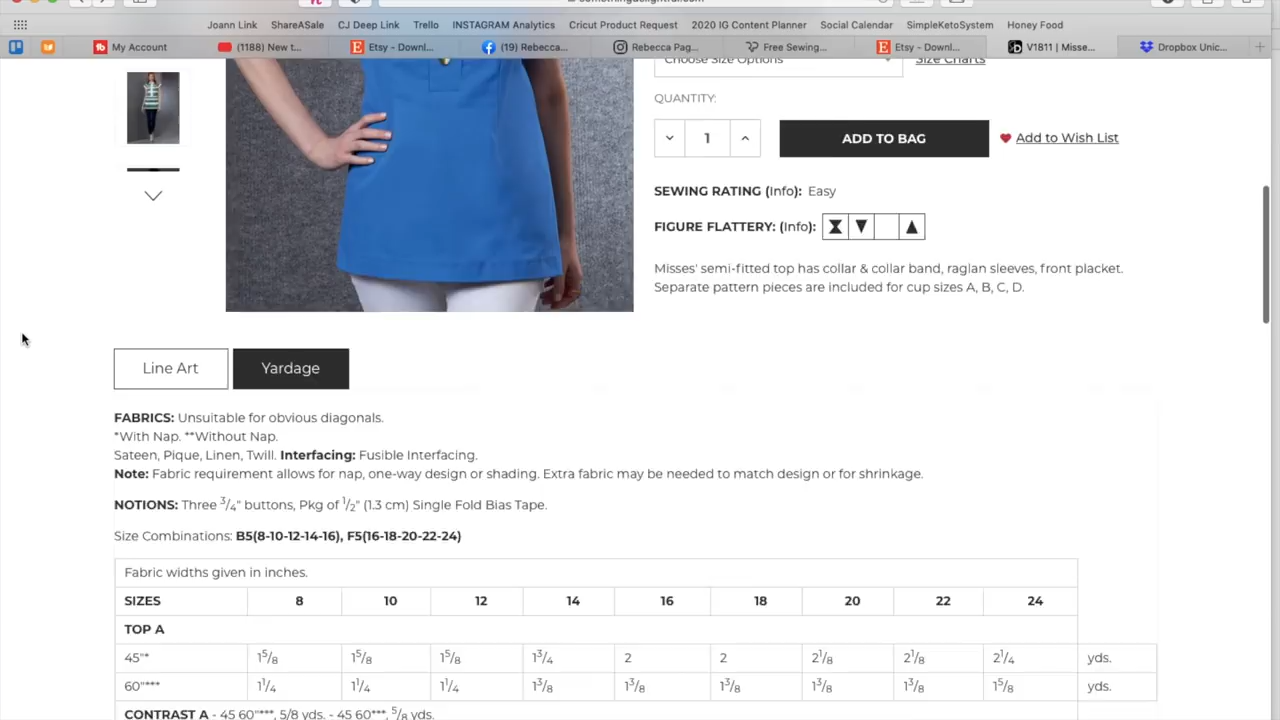 Joann Link ShareASale CJ Deep Link Trello INSTAGRAM Analytics Cricut Product Request 2020 IG Content Planner Social Calendar SimpleKetoSystem Honey Food
My Account (1188) New t... Etsy - Downl... (19) Rebecca... Rebecca Pag... Free Sewing... Etsy - Downl... V1811 | Misse... Dropbox Unic...
Choose Size Options Size Charts
QUANTITY:
1 ADD TO BAG Add to Wish List
SEWING RATING (Info): Easy
FIGURE FLATTERY: (Info):
Misses' semi-fitted top has collar & collar band, raglan sleeves, front placket.
Separate pattern pieces are included for cup sizes A, B, C, D.
Line Art Yardage
FABRICS: Unsuitable for obvious diagonals.
*With Nap. **Without Nap.
Sateen, Pique, Linen, Twill. Interfacing: Fusible Interfacing.
Note: Fabric requirement allows for nap, one-way design or shading. Extra fabric may be needed to match design or for shrinkage.
NOTIONS: Three 3/4" buttons, Pkg of 1/2" (1.3 cm) Single Fold Bias Tape.
Size Combinations: B5(8-10-12-14-16), F5(16-18-20-22-24)
Fabric widths given in inches.
SIZES 8 10 12 14 16 18 20 22 24
TOP A
45"* 1 5/8 1 5/8 1 5/8 1 3/4 2 2 2 1/8 2 1/8 2 1/4 yds.
60"*** 1 1/4 1 1/4 1 1/4 1 3/8 1 3/8 1 3/8 1 3/8 1 3/8 1 5/8 yds.
CONTRAST A - 45 60"***, 5/8 yds. - 45 60***, 5/8 yds.